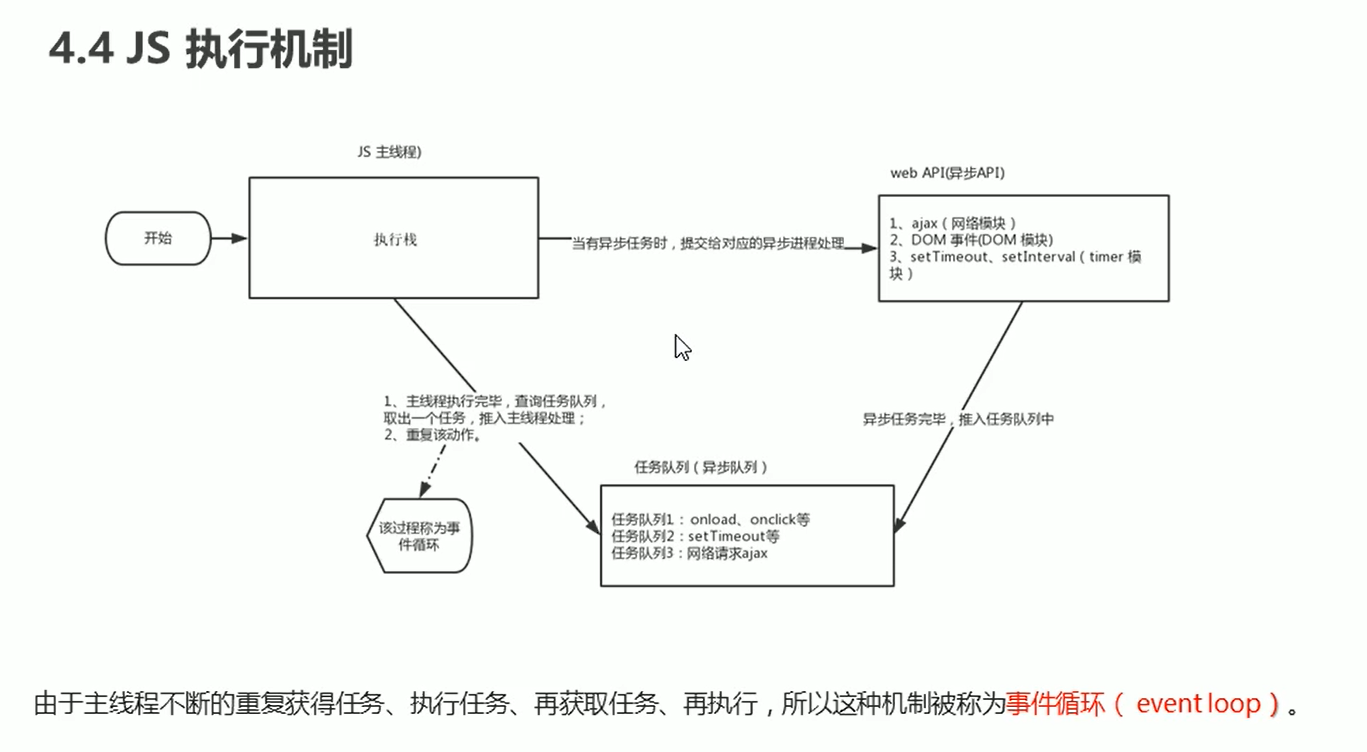 4.4 JS 执行机制
JS 主线程)
web API(异步API)
开始
执行栈
当有异步任务时，提交给对应的异步进程处理
1、ajax（网络模块）
2、DOM 事件(DOM 模块)
3、setTimeout、setInterval（timer 模
块）
1、主线程执行完毕，查询任务队列，
取出一个任务，推入主线程处理；
2、重复该动作。
异步任务完毕，推入任务队列中
任务队列（异步队列）
该过程称为事
件循环
任务队列1：onload、onclick等
任务队列2：setTimeout等
任务队列3：网络请求ajax
由于主线程不断的重复获得任务、执行任务、再获取任务、再执行，所以这种机制被称为事件循环（ event loop）。